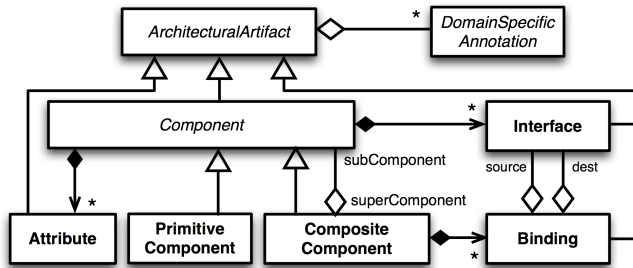 ArchitecturalArtifact
*
DomainSpecific
Annotation
Component
*
Interface
subComponent
source
dest
superComponent
*
Attribute
Primitive
Component
Composite
Component
*
Binding